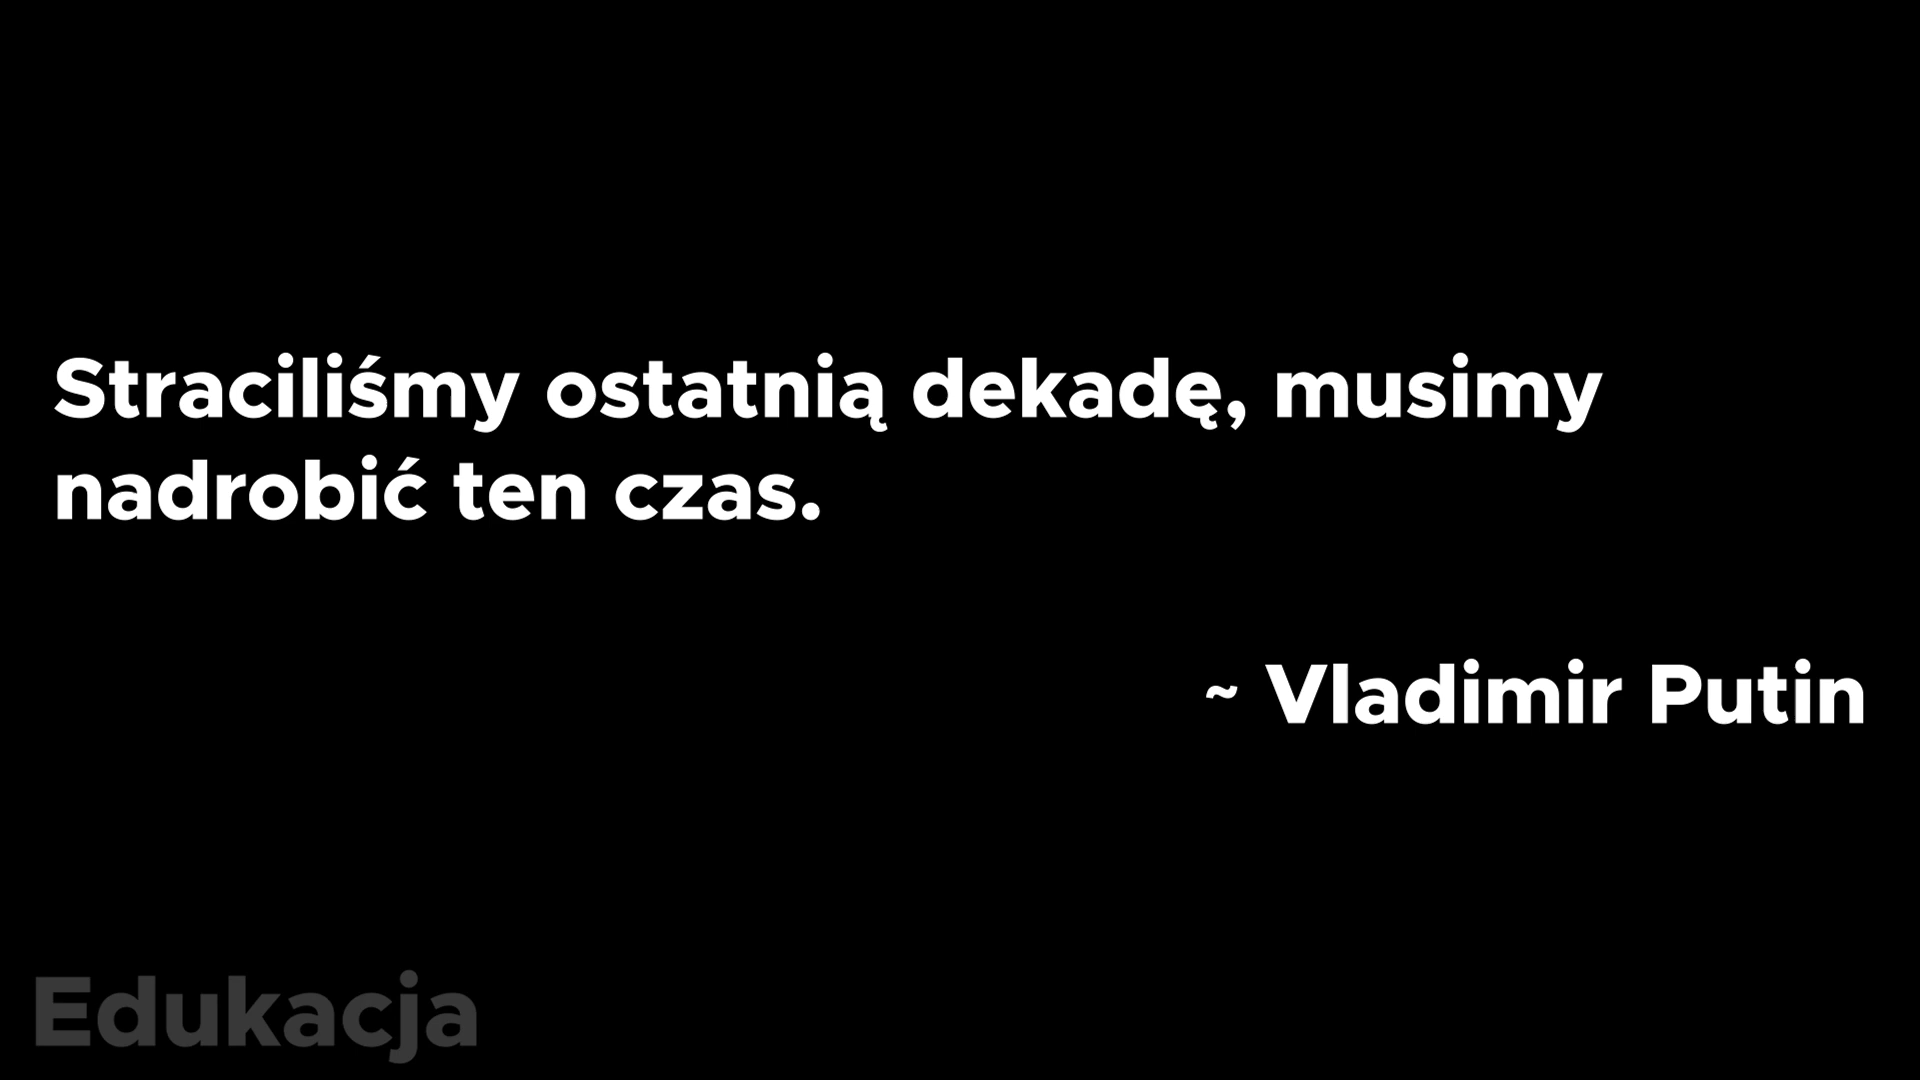 Straciliśmy ostatnią dekadę, musimy
nadrobić ten czas.
~ Vladimir Putin
Edukacja